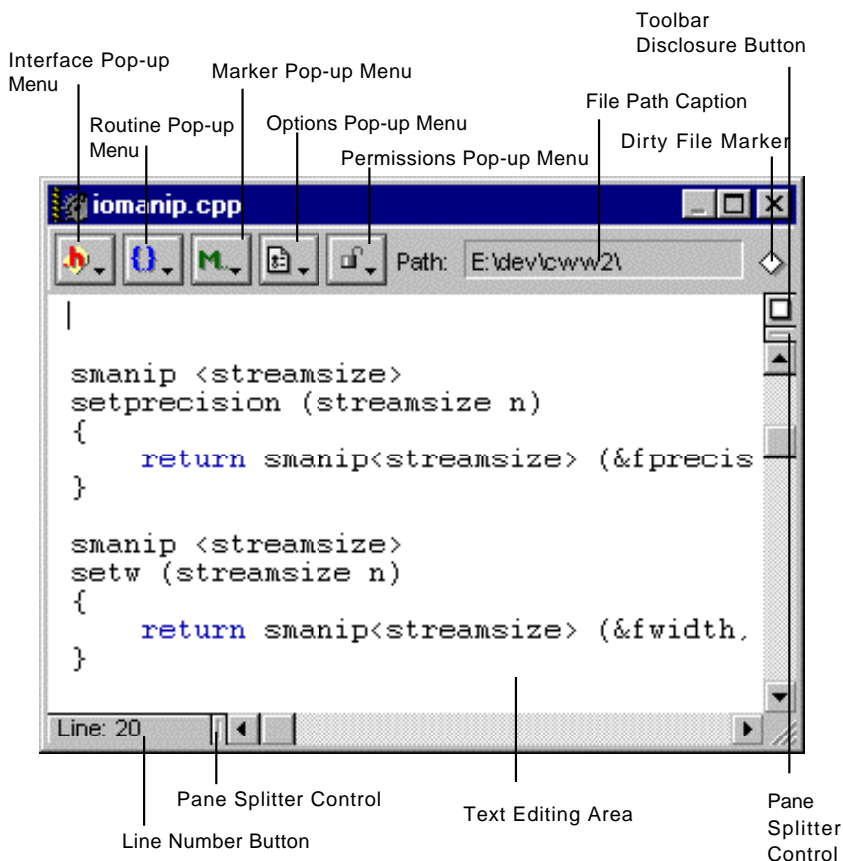 Toolbar
Disclosure Button
Interface Pop-up
Menu
Marker Pop-up Menu
File Path Caption
Routine Pop-up
Menu
Options Pop-up Menu
Dirty File Marker
Permissions Pop-up Menu
iomanip.cpp
.h
{}
M..
Path:
E:\dev\cww2\
smanip <streamsize>
setprecision (streamsize n)
{
    return smanip<streamsize> (&fprecis
}
smanip <streamsize>
setw (streamsize n)
{
    return smanip<streamsize> (&fwidth,
}
Line: 20
Pane Splitter Control
Text Editing Area
Pane
Splitter
Control
Line Number Button